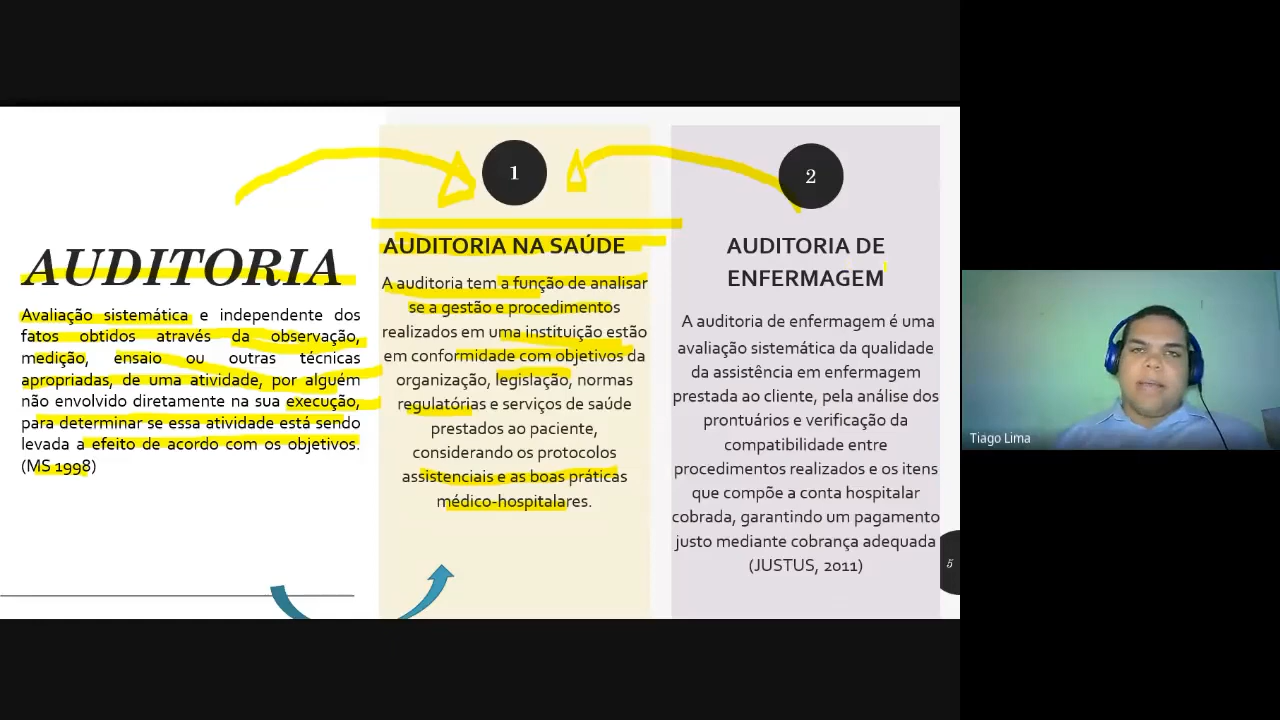 AUDITORIA
Avaliação sistemática e independente dos
fatos obtidos através da observação,
medição, ensaio ou outras técnicas
apropriadas, de uma atividade, por alguém
não envolvido diretamente na sua execução,
para determinar se essa atividade está sendo
levada a efeito de acordo com os objetivos.
(MS 1998)
1
AUDITORIA NA SAÚDE
A auditoria tem a função de analisar
se a gestão e procedimentos
realizados em uma instituição estão
em conformidade com objetivos da
organização, legislação, normas
regulatórias e serviços de saúde
prestados ao paciente,
considerando os protocolos
assistenciais e as boas práticas
médico-hospitalares.
2
AUDITORIA DE
ENFERMAGEM
A auditoria de enfermagem é uma
avaliação sistemática da qualidade
da assistência em enfermagem
prestada ao cliente, pela análise dos
prontuários e verificação da
compatibilidade entre
procedimentos realizados e os itens
que compõe a conta hospitalar
cobrada, garantindo um pagamento
justo mediante cobrança adequada
(JUSTUS, 2011)
5
Tiago Lima